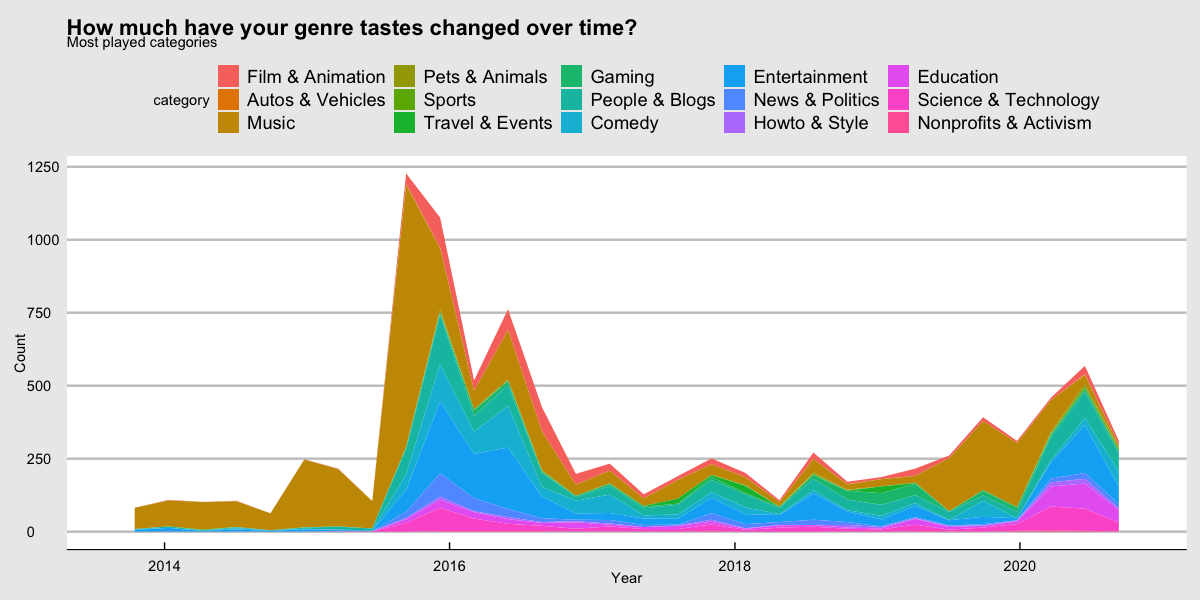 How much have your genre tastes changed over time?
Most played categories
category
Film & Animation
Autos & Vehicles
Music
Pets & Animals
Sports
Travel & Events
Gaming
People & Blogs
Comedy
Entertainment
News & Politics
Howto & Style
Education
Science & Technology
Nonprofits & Activism
Count
1250
1000
750
500
250
0
2014
2016
2018
2020
Year